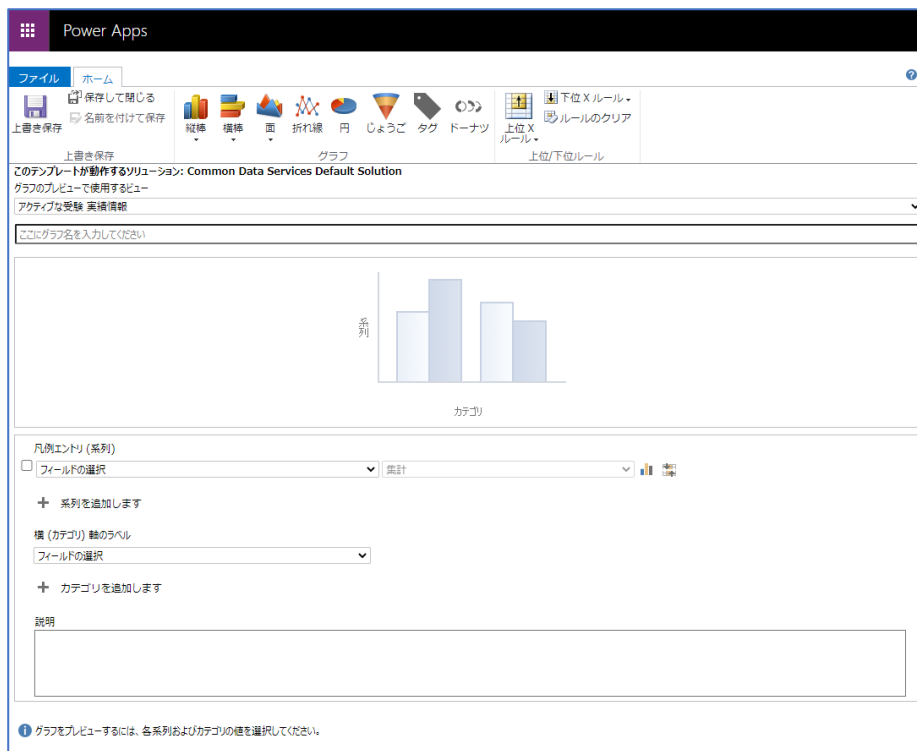 Power Apps
ファイル ホーム
上書き保存 保存して閉じる 名前を付けて保存
縦棒 横棒 面 折れ線 円 じょうご タグ ドーナツ
上位 X ルール 下位 X ルール ルールのクリア
上書き保存 グラフ 上位/下位ルール
このテンプレートが動作するソリューション: Common Data Services Default Solution
グラフのプレビューで使用するビュー
アクティブな受験 実績情報
ここにグラフ名を入力してください
系列
カテゴリ
凡例エントリ (系列)
フィールドの選択 集計
系列を追加します
横 (カテゴリ) 軸のラベル
フィールドの選択
カテゴリを追加します
説明
グラフをプレビューするには、各系列およびカテゴリの値を選択してください。